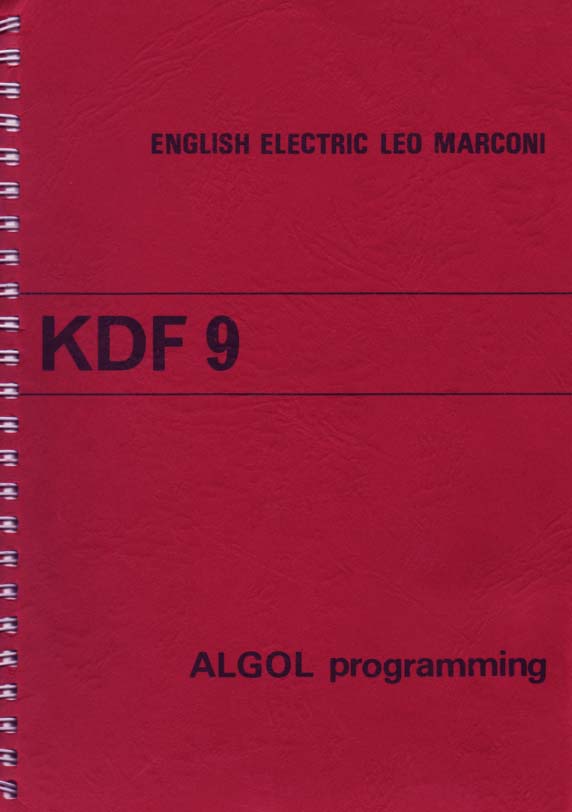 ENGLISH ELECTRIC LEO MARCONI
KDF 9
ALGOL programming